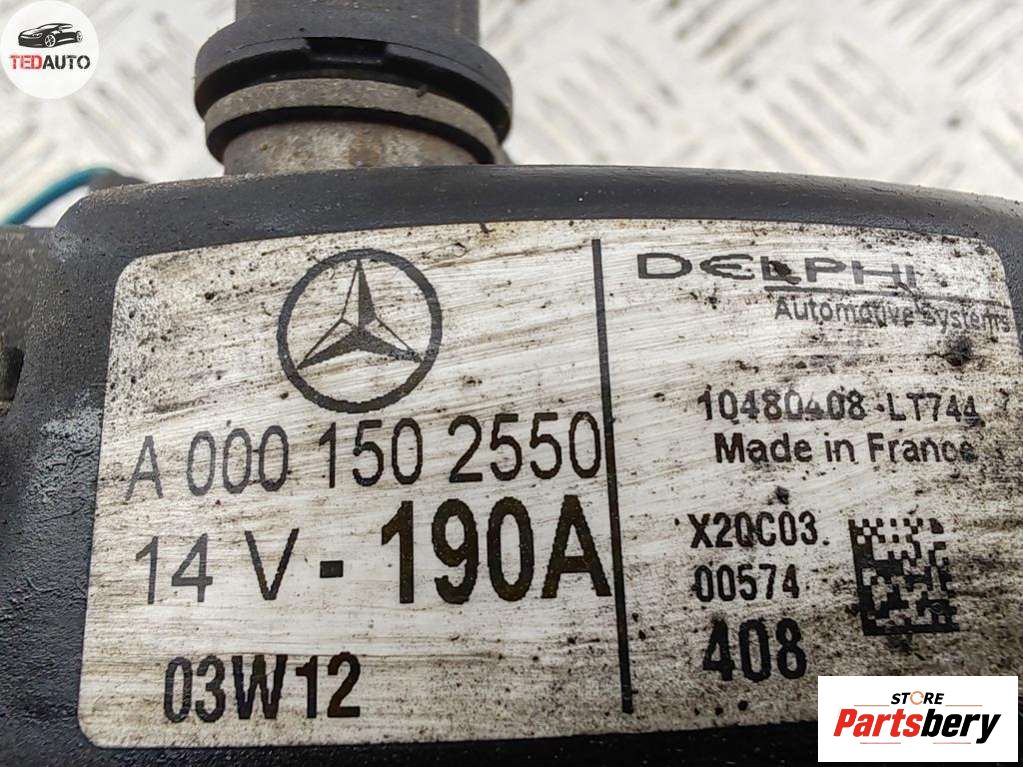 TEDAUTO
DELPHI
Automotive Systems
A 000 150 2550
14 V - 190A
03W12
10480408-LT744
Made in France
X2QC03.
00574
408
STORE
Partsbery